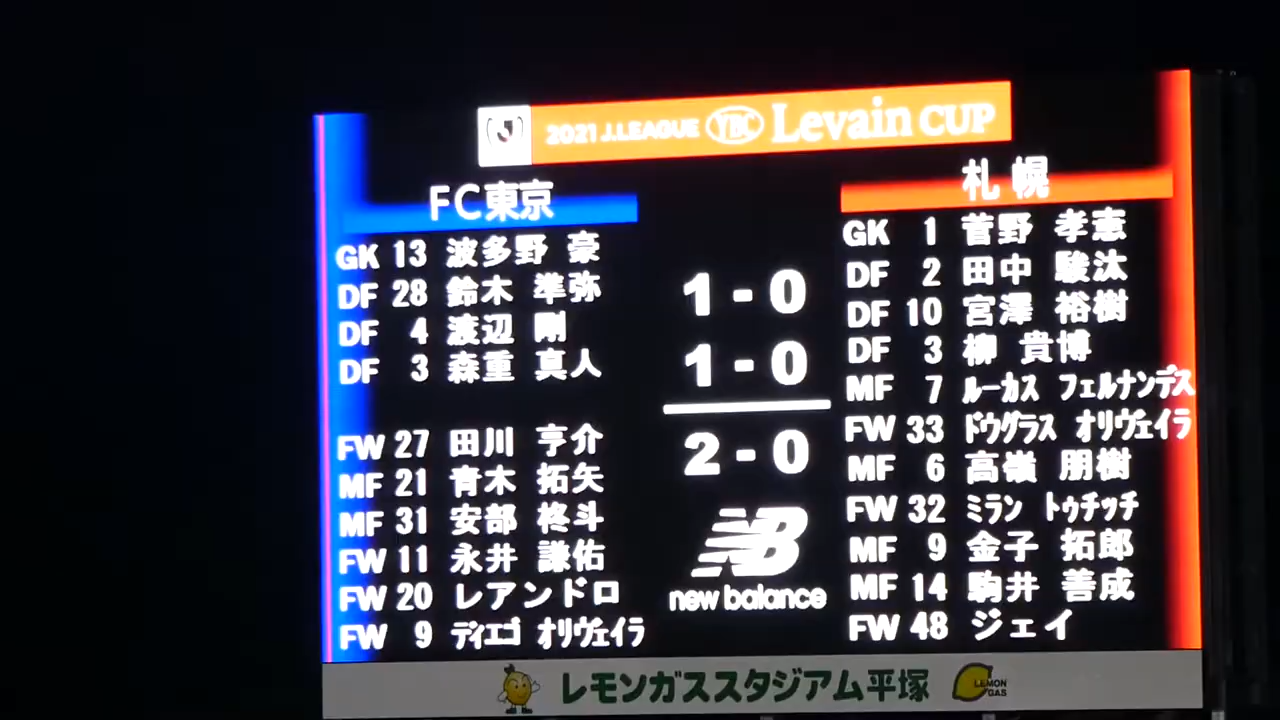 2021 J.LEAGUE YBC Levain CUP
FC東京
GK 13 波多野 豪
DF 28 鈴木 準弥
DF 4 渡辺 剛
DF 3 森重 真人
FW 27 田川 亨介
MF 21 青木 拓矢
MF 31 安部 柊斗
FW 11 永井 謙佑
FW 20 レアンドロ
FW 9 ディエゴ オリヴェイラ
1 - 0
1 - 0
2 - 0
NB
new balance
札幌
GK 1 菅野 孝憲
DF 2 田中 駿汰
DF 10 宮澤 裕樹
DF 3 柳 貴博
MF 7 ルーカス フェルナンデス
FW 33 ドウグラス オリヴェイラ
MF 6 高嶺 朋樹
FW 32 ミラン トゥチッチ
MF 9 金子 拓郎
MF 14 駒井 善成
FW 48 ジェイ
レモンガススタジアム平塚
LEMON GAS